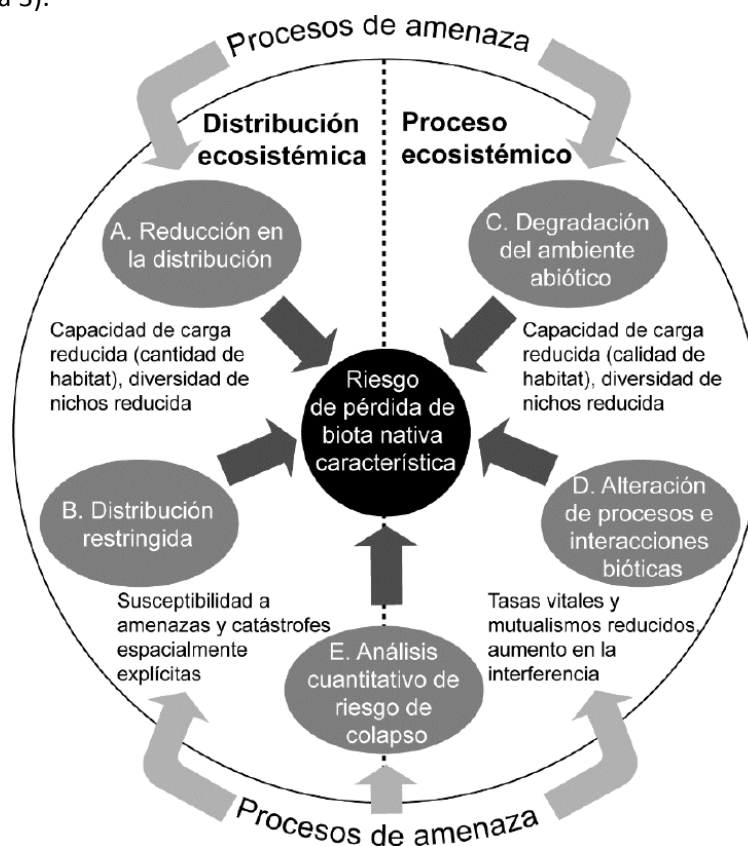 a 3).
Procesos de amenaza
Distribución
ecosistémica
Proceso
ecosistémico
A. Reducción en
la distribución
C. Degradación
del ambiente
abiótico
Capacidad de carga
reducida (cantidad de
habitat), diversidad de
nichos reducida
Capacidad de carga
reducida (calidad de
habitat), diversidad de
nichos reducida
Riesgo
de pérdida de
biota nativa
característica
B. Distribución
restringida
D. Alteración
de procesos e
interacciones
bióticas
Susceptibilidad a
amenazas y catástrofes
espacialmente
explícitas
Tasas vitales y
mutualismos reducidos,
aumento en la
interferencia
E. Análisis
cuantitativo de
riesgo de
colapso
Procesos de amenaza